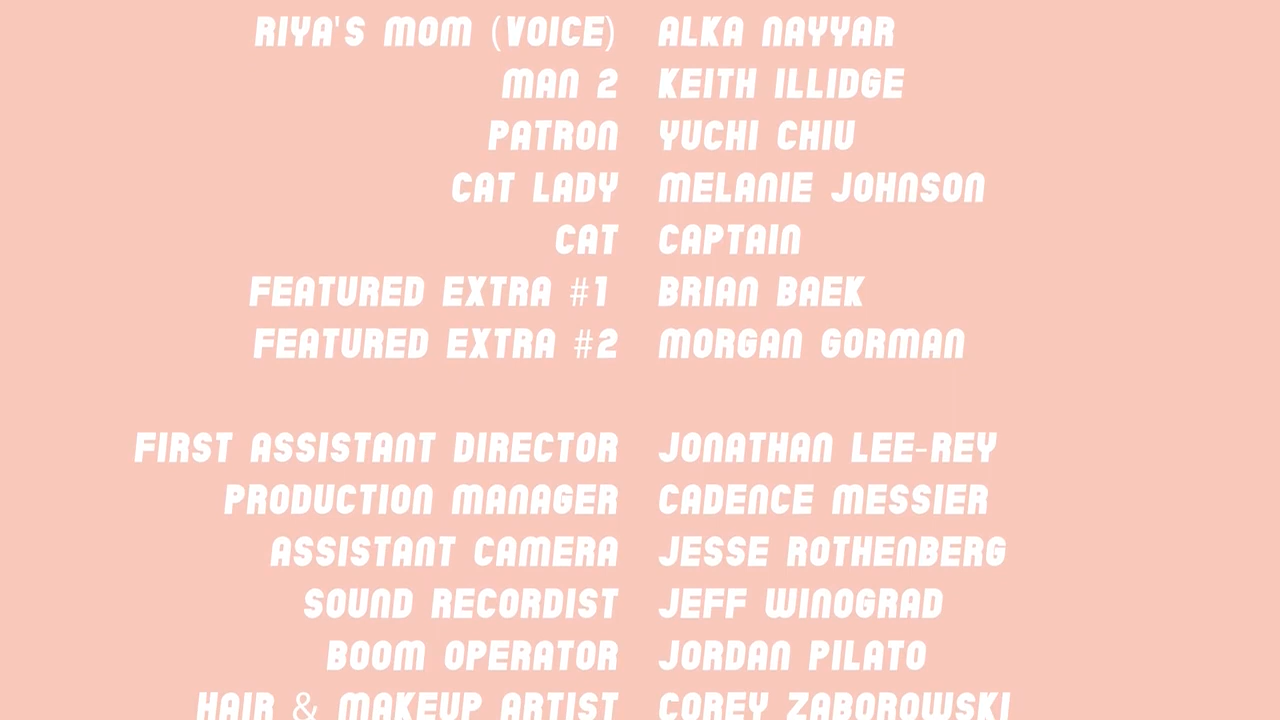 RIYA'S MOM (VOICE) ALKA NAYYAR
MAN 2 KEITH ILLIDGE
PATRON YUCHI CHIU
CAT LADY MELANIE JOHNSON
CAT CAPTAIN
FEATURED EXTRA #1 BRIAN BAEK
FEATURED EXTRA #2 MORGAN GORMAN
FIRST ASSISTANT DIRECTOR JONATHAN LEE-REY
PRODUCTION MANAGER CADENCE MESSIER
ASSISTANT CAMERA JESSE ROTHENBERG
SOUND RECORDIST JEFF WINOGRAD
BOOM OPERATOR JORDAN PILATO
HAIR & MAKEUP ARTIST COREY ZABOROWSKI